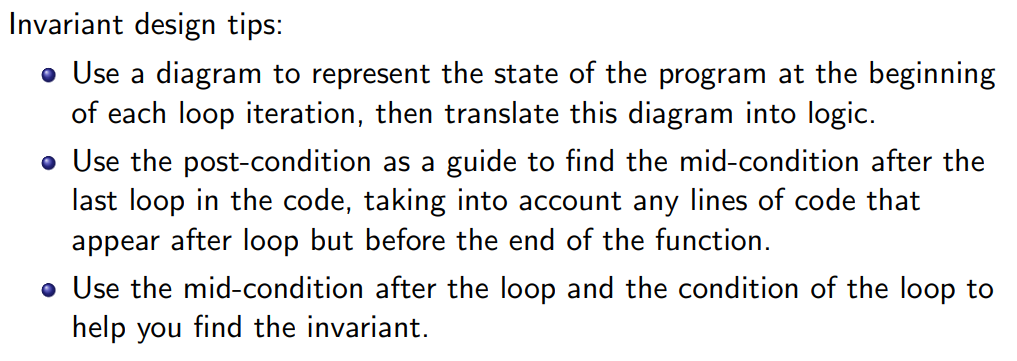 Invariant design tips:
Use a diagram to represent the state of the program at the beginning
of each loop iteration, then translate this diagram into logic.
Use the post-condition as a guide to find the mid-condition after the
last loop in the code, taking into account any lines of code that
appear after loop but before the end of the function.
Use the mid-condition after the loop and the condition of the loop to
help you find the invariant.